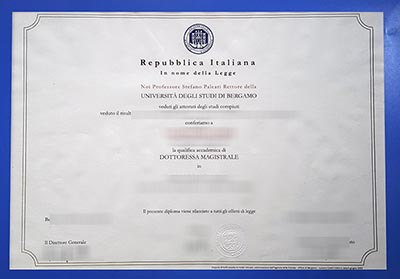 Repubblica Italiana
In nome della Legge
Noi Professore Stefano Paleari Rettore della
UNIVERSITÀ DEGLI STUDI DI BERGAMO
veduti gli attestati degli studi compiuti
veduto il titolo
conferiamo a
la qualifica accademica di
DOTTORESSA MAGISTRALE
in
Il presente diploma viene rilasciato a tutti gli effetti di legge
Il Direttore Generale